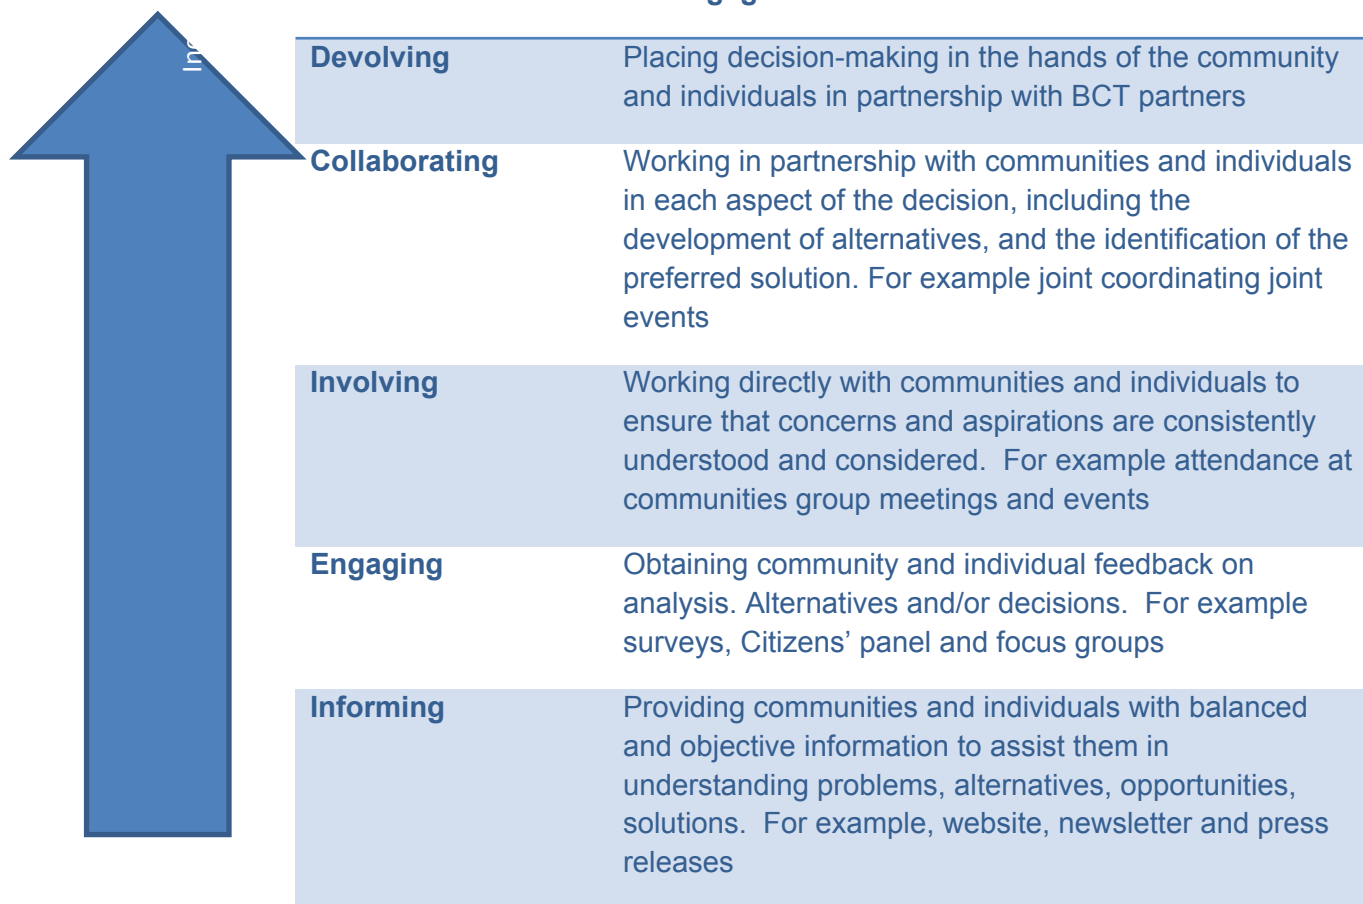 Devolving
Placing decision-making in the hands of the community
and individuals in partnership with BCT partners
Collaborating
Working in partnership with communities and individuals
in each aspect of the decision, including the
development of alternatives, and the identification of the
preferred solution. For example joint coordinating joint
events
Involving
Working directly with communities and individuals to
ensure that concerns and aspirations are consistently
understood and considered.  For example attendance at
communities group meetings and events
Engaging
Obtaining community and individual feedback on
analysis. Alternatives and/or decisions.  For example
surveys, Citizens’ panel and focus groups
Informing
Providing communities and individuals with balanced
and objective information to assist them in
understanding problems, alternatives, opportunities,
solutions.  For example, website, newsletter and press
releases